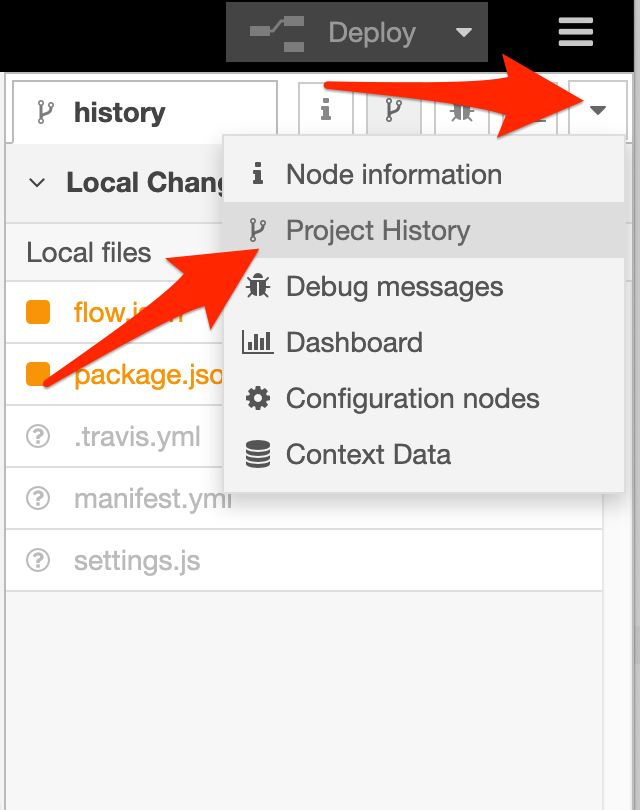 Deploy
history
Node information
Local Chang
Project History
Local files
Debug messages
flow.json
Dashboard
package.jso
Configuration nodes
.travis.yml
Context Data
manifest.yml
settings.js